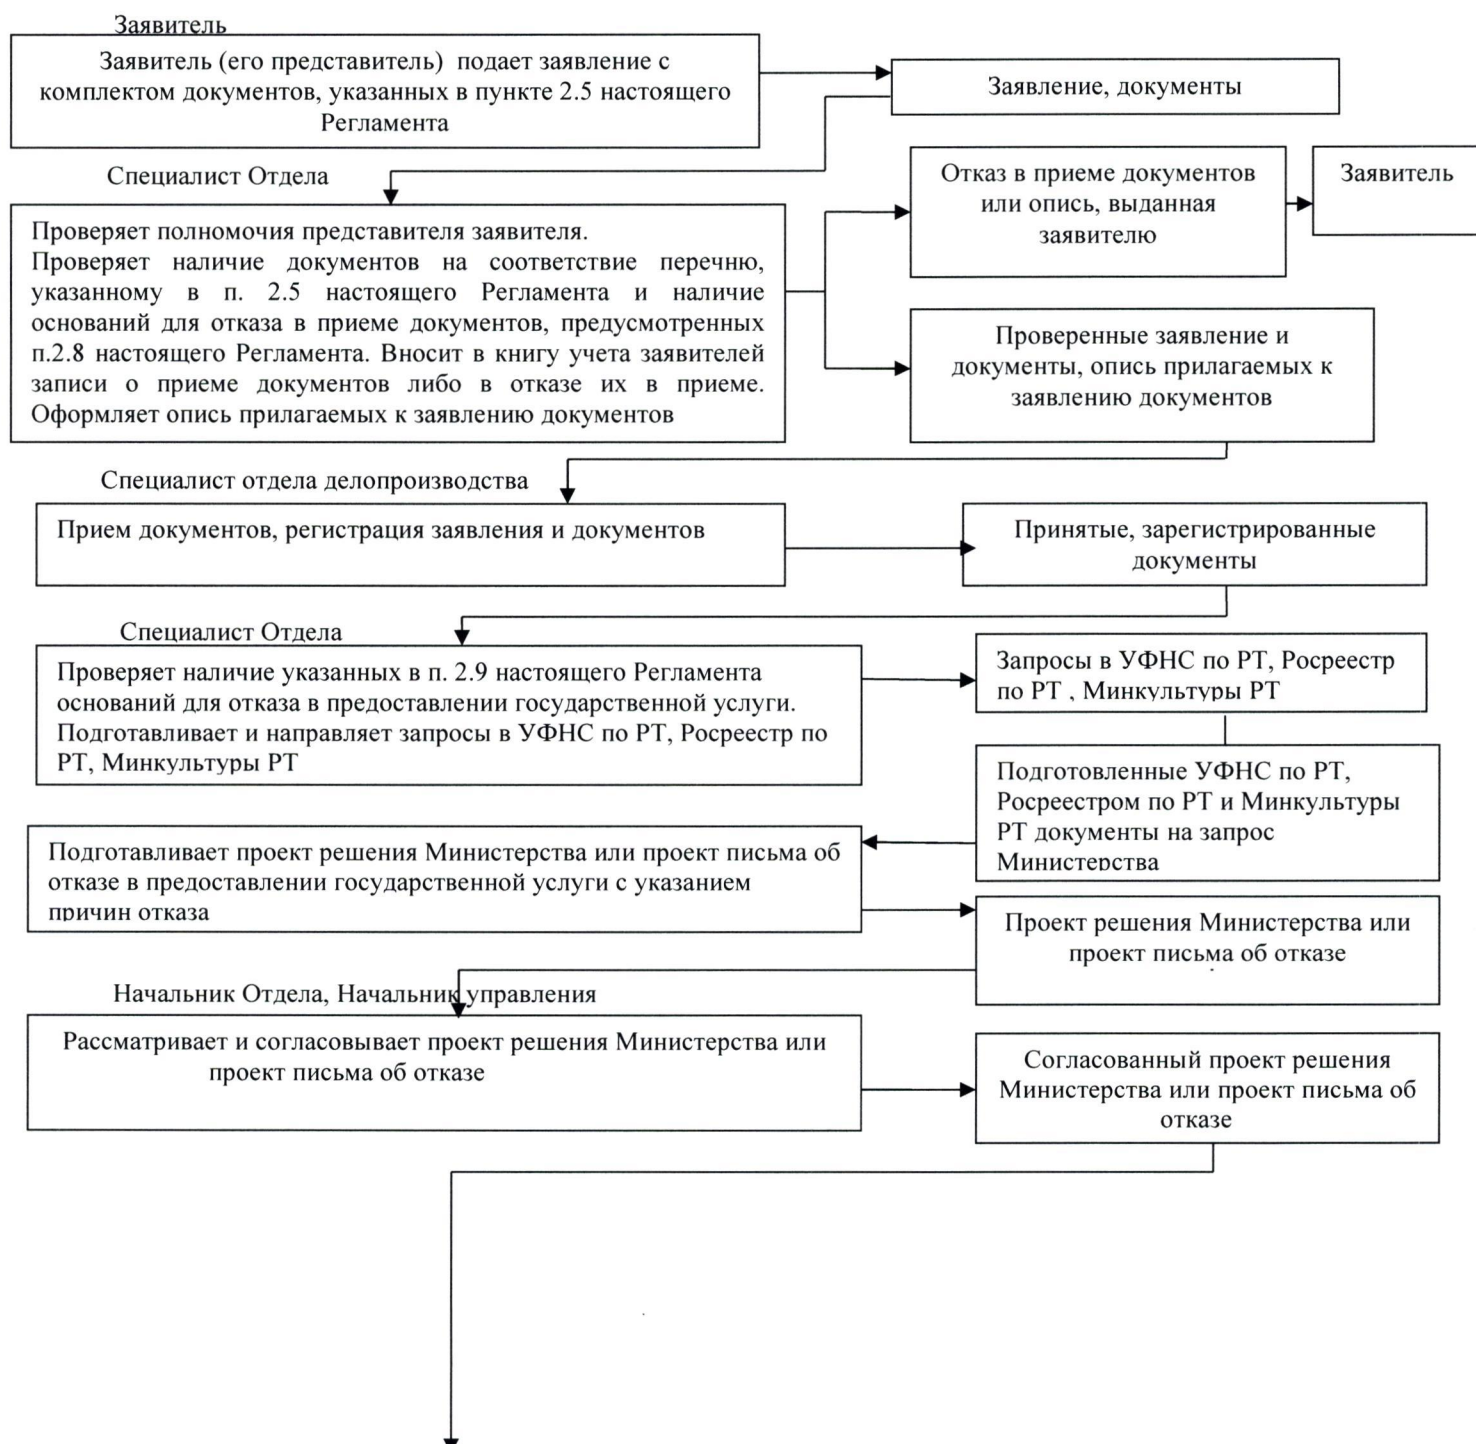 Заявитель
Заявитель (его представитель) подает заявление с
комплектом документов, указанных в пункте 2.5 настоящего
Регламента
Заявление, документы
Специалист Отдела
Проверяет полномочия представителя заявителя.
Проверяет наличие документов на соответствие перечню,
указанному в п. 2.5 настоящего Регламента и наличие
оснований для отказа в приеме документов, предусмотренных
п.2.8 настоящего Регламента. Вносит в книгу учета заявителей
записи о приеме документов либо в отказе их в приеме.
Оформляет опись прилагаемых к заявлению документов
Отказ в приеме документов
или опись, выданная
заявителю
Заявитель
Проверенные заявление и
документы, опись прилагаемых к
заявлению документов
Специалист отдела делопроизводства
Прием документов, регистрация заявления и документов
Принятые, зарегистрированные
документы
Специалист Отдела
Проверяет наличие указанных в п. 2.9 настоящего Регламента
оснований для отказа в предоставлении государственной услуги.
Подготавливает и направляет запросы в УФНС по РТ, Росреестр по
РТ, Минкультуры РТ
Запросы в УФНС по РТ, Росреестр
по РТ , Минкультуры РТ
Подготовленные УФНС по РТ,
Росреестром по РТ и Минкультуры
РТ документы на запрос
Министерства
Подготавливает проект решения Министерства или проект письма об
отказе в предоставлении государственной услуги с указанием
причин отказа
Проект решения Министерства или
проект письма об отказе
Начальник Отдела, Начальник управления
Рассматривает и согласовывает проект решения Министерства или
проект письма об отказе
Согласованный проект решения
Министерства или проект письма об
отказе